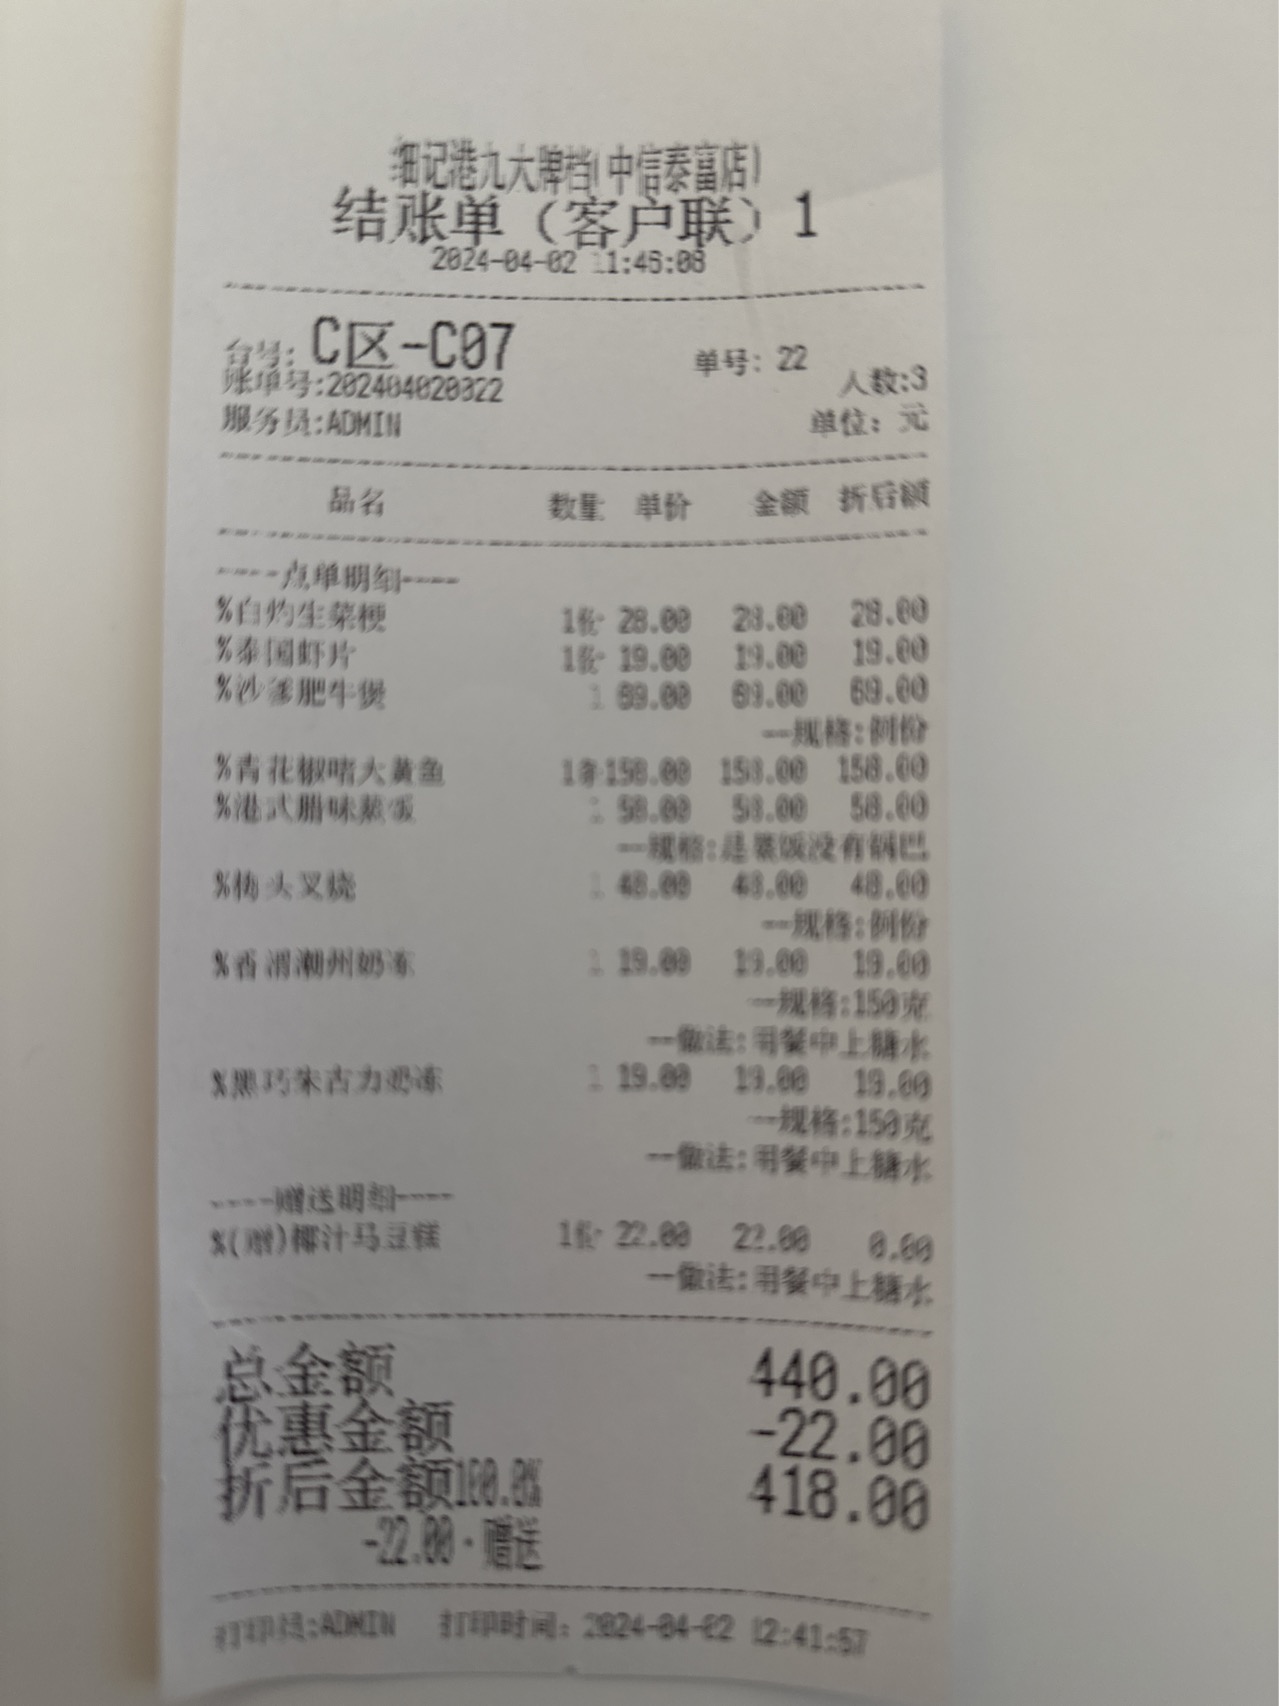 细记港九大牌档(中信泰富店)
结账单（客户联）1
2024-04-02 11:45:08
台号: C区-C07 单号: 22
账单号:202404020022 人数:3
服务员:ADMIN 单位: 元
品名 数量 单价 金额 折后额
----点单明细----
%白灼生菜梗 1份 28.00 28.00 28.00
%泰国虾片 1份 19.00 19.00 19.00
%沙爹肥牛煲 1 69.00 69.00 69.00
--规格:例份
%青花椒啫大黄鱼 1 158.00 158.00 158.00
%港式腊味蒸饭 1 58.00 58.00 58.00
--规格:是蒸饭没有锅巴
%梅头叉烧 1 48.00 48.00 48.00
--规格:例份
%香滑潮州奶冻 1 19.00 19.00 19.00
--规格:150克
--做法:用餐中上糖水
%黑巧朱古力奶冻 1 19.00 19.00 19.00
--规格:150克
--做法:用餐中上糖水
----赠送明细----
%(赠)椰汁马豆糕 1份 22.00 22.00 0.00
--做法:用餐中上糖水
总金额 440.00
优惠金额 -22.00
折后金额100.0% 418.00
-22.00·赠送
打印员:ADMIN 打印时间: 2024-04-02 12:41:57